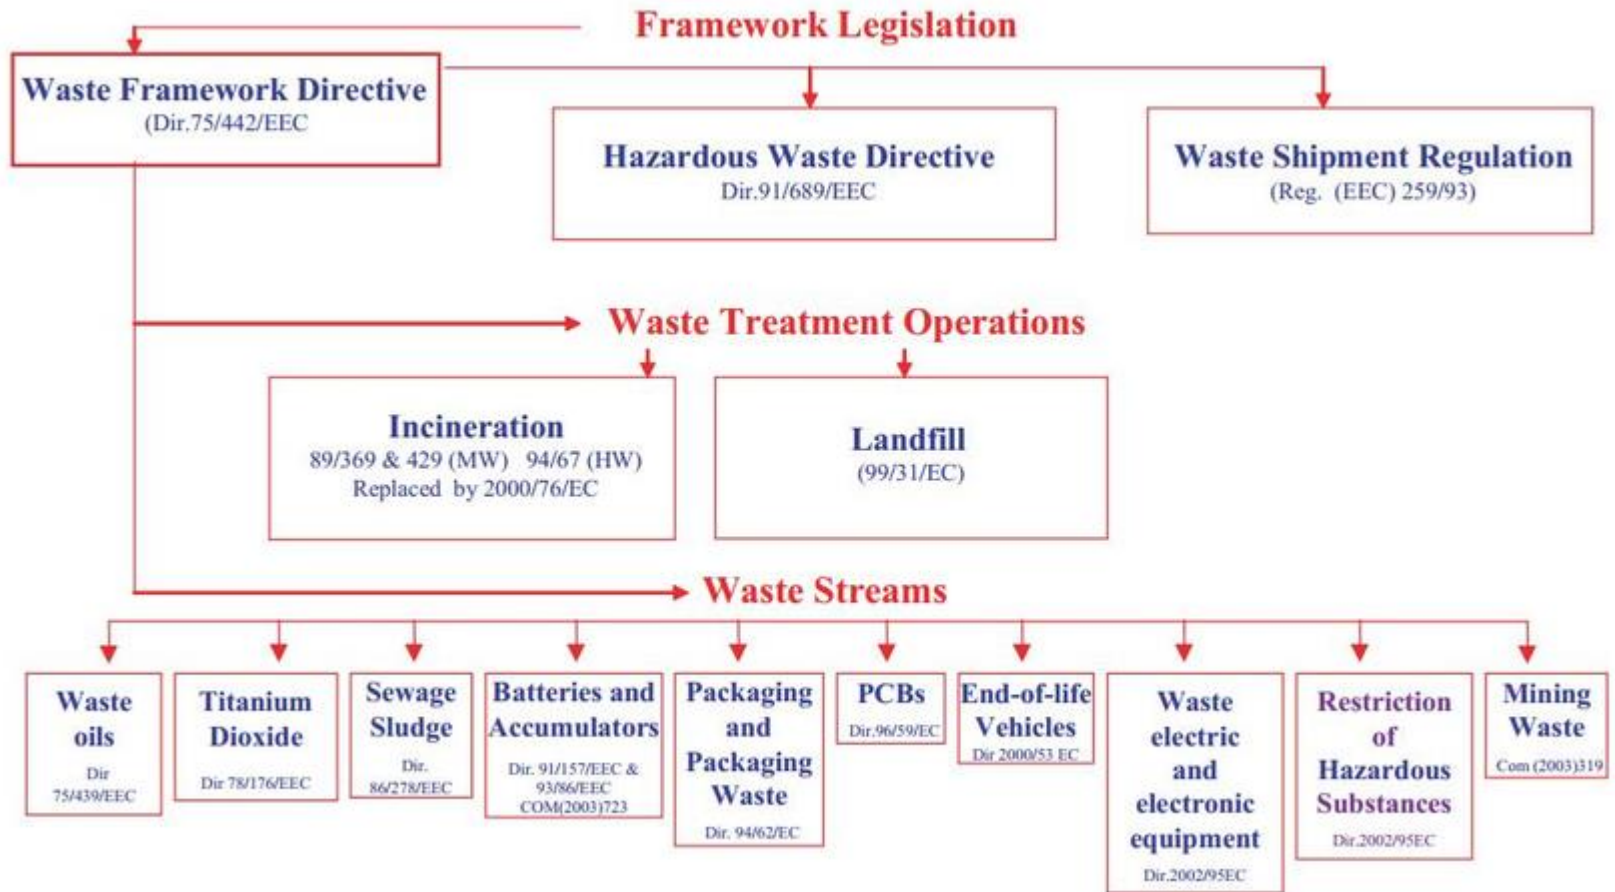 Framework Legislation
Waste Framework Directive
(Dir.75/442/EEC
Hazardous Waste Directive
Dir.91/689/EEC
Waste Shipment Regulation
(Reg. (EEC) 259/93)
Waste Treatment Operations
Incineration
89/369 & 429 (MW) 94/67 (HW)
Replaced by 2000/76/EC
Landfill
(99/31/EC)
Waste Streams
Waste
oils
Dir
75/439/EEC
Titanium
Dioxide
Dir 78/176/EEC
Sewage
Sludge
Dir.
86/278/EEC
Batteries and
Accumulators
Dir. 91/157/EEC &
93/86/EEC
COM(2003)723
Packaging
and
Packaging
Waste
Dir. 94/62/EC
PCBs
Dir.96/59/EC
End-of-life
Vehicles
Dir 2000/53 EC
Waste
electric
and
electronic
equipment
Dir.2002/95EC
Restriction
of
Hazardous
Substances
Dir.2002/95EC
Mining
Waste
Com (2003)319